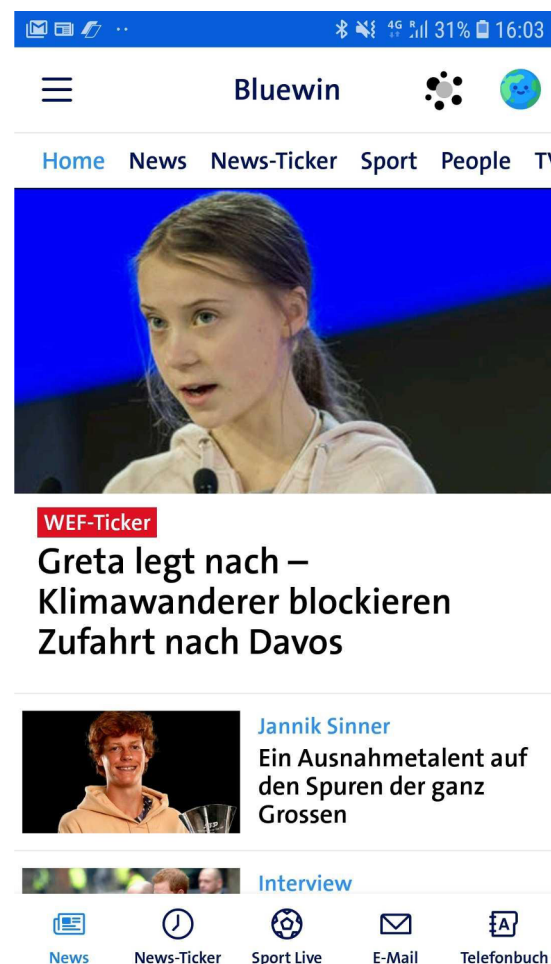 4G R 31% 16:03
Bluewin
Home News News-Ticker Sport People TV
WEF-Ticker
Greta legt nach –
Klimawanderer blockieren
Zufahrt nach Davos
Jannik Sinner
Ein Ausnahmetalent auf
den Spuren der ganz
Grossen
Interview
News News-Ticker Sport Live E-Mail Telefonbuch